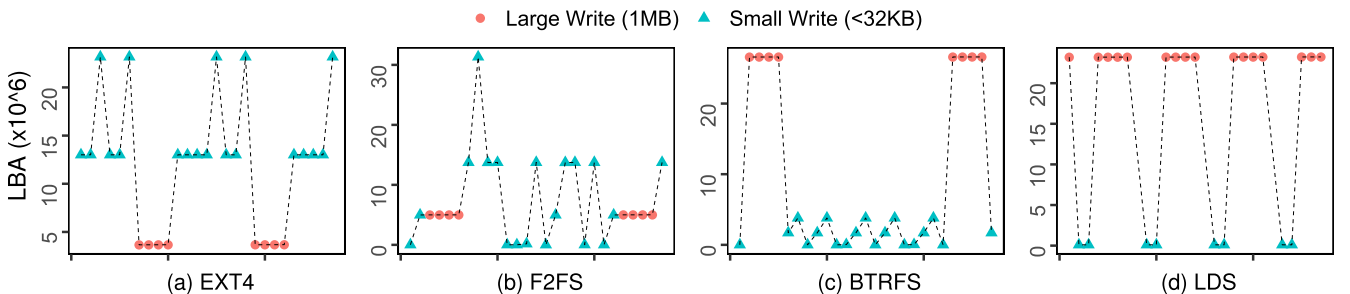 Large Write (1MB) Small Write (<32KB)
LBA (x10^6)
5 10 15 20
0 10 20 30
0 10 20
0 5 10 15 20
(a) EXT4 (b) F2FS (c) BTRFS (d) LDS